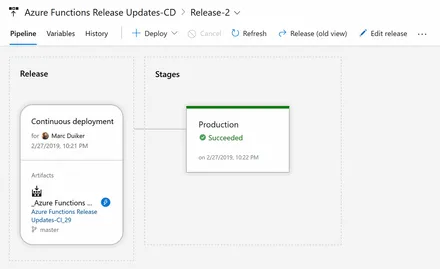 Azure Functions Release Updates-CD > Release-2
Pipeline Variables History + Deploy Cancel Refresh Release (old view) Edit release ...
Release
Stages
Continuous deployment
for Marc Duiker
2/27/2019, 10:21 PM
Production
Succeeded
on 2/27/2019, 10:22 PM
Artifacts
_Azure Functions ...
Azure Functions Release
Updates-CI_29
master